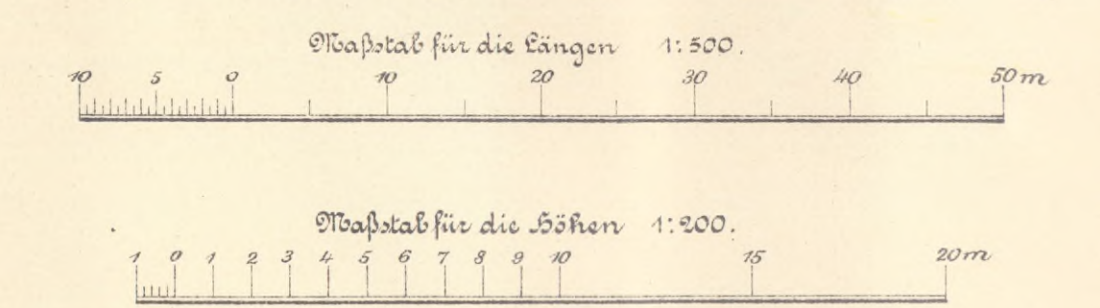 Maßstab für die Längen 1:500.
10 5 0 10 20 30 40 50 m
Maßstab für die Höhen 1:200.
1 0 1 2 3 4 5 6 7 8 9 10 15 20 m